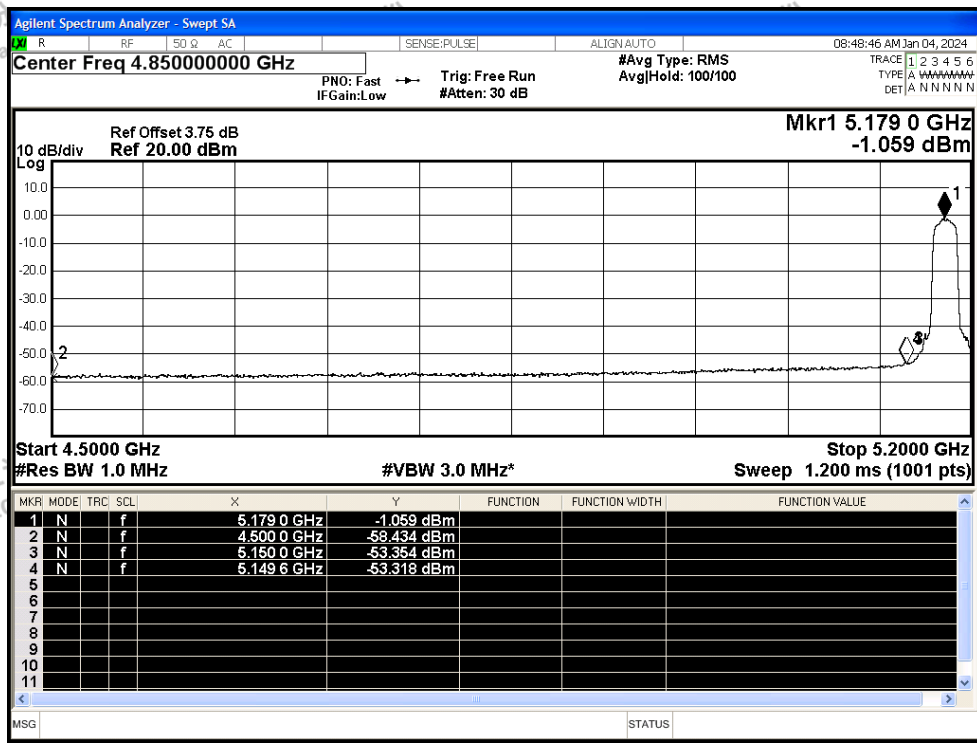 Agilent Spectrum Analyzer - Swept SA
LXI R RF 50 Ω AC SENSE:PULSE ALIGN AUTO 08:48:46 AM Jan 04, 2024
Center Freq 4.850000000 GHz
PNO: Fast Trig: Free Run #Avg Type: RMS TRACE 1 2 3 4 5 6
IFGain:Low #Atten: 30 dB Avg|Hold: 100/100 TYPE A WWWWW
DET A N N N N N
Mkr1 5.179 0 GHz
-1.059 dBm
Ref Offset 3.75 dB
10 dB/div Ref 20.00 dBm
Log
10.0
1
0.00
-10.0
-20.0
-30.0
-40.0
-50.0
2
-60.0
-70.0
Start 4.5000 GHz Stop 5.2000 GHz
#Res BW 1.0 MHz #VBW 3.0 MHz* Sweep 1.200 ms (1001 pts)
MKR MODE TRC SCL X Y FUNCTION FUNCTION WIDTH FUNCTION VALUE
1 N f 5.179 0 GHz -1.059 dBm
2 N f 4.500 0 GHz -58.434 dBm
3 N f 5.150 0 GHz -53.354 dBm
4 N f 5.149 6 GHz -53.318 dBm
5
6
7
8
9
10
11
MSG STATUS